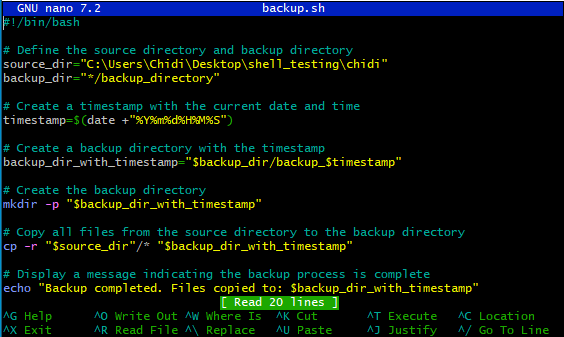 GNU nano 7.2 backup.sh
#!/bin/bash
# Define the source directory and backup directory
source_dir="C:\Users\Chidi\Desktop\shell_testing\chidi"
backup_dir="*/backup_directory"
# Create a timestamp with the current date and time
timestamp=$(date +"%Y%m%d%H%M%S")
# Create a backup directory with the timestamp
backup_dir_with_timestamp="$backup_dir/backup_$timestamp"
# Create the backup directory
mkdir -p "$backup_dir_with_timestamp"
# Copy all files from the source directory to the backup directory
cp -r "$source_dir"/* "$backup_dir_with_timestamp"
# Display a message indicating the backup process is complete
echo "Backup completed. Files copied to: $backup_dir_with_timestamp"
[ Read 20 lines ]
^G Help ^O Write Out ^W Where Is ^K Cut ^T Execute ^C Location
^X Exit ^R Read File ^\ Replace ^U Paste ^J Justify ^/ Go To Line